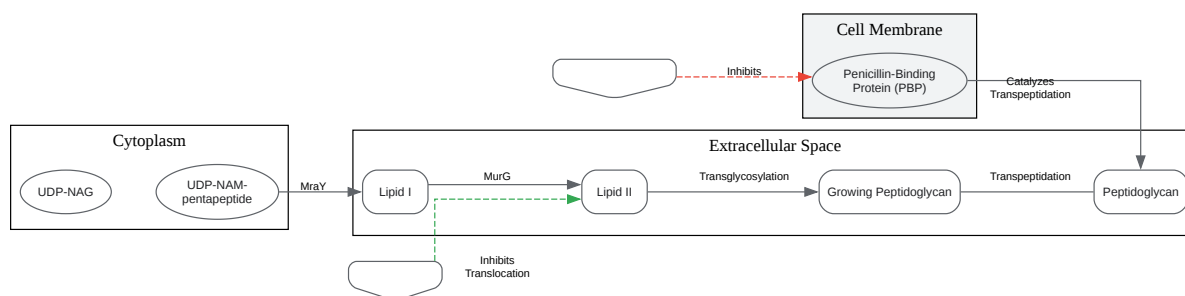 Cell Membrane
Inhibits
Penicillin-Binding
Protein (PBP)
Catalyzes
Transpeptidation
Cytoplasm
Extracellular Space
UDP-NAG
UDP-NAM-
pentapeptide
MraY
Lipid I
MurG
Lipid II
Transglycosylation
Growing Peptidoglycan
Transpeptidation
Peptidoglycan
Inhibits
Translocation